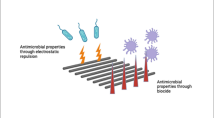 Antimicrobial properties
through electrostatic
repulsion
Antimicrobial
properties through
biocide